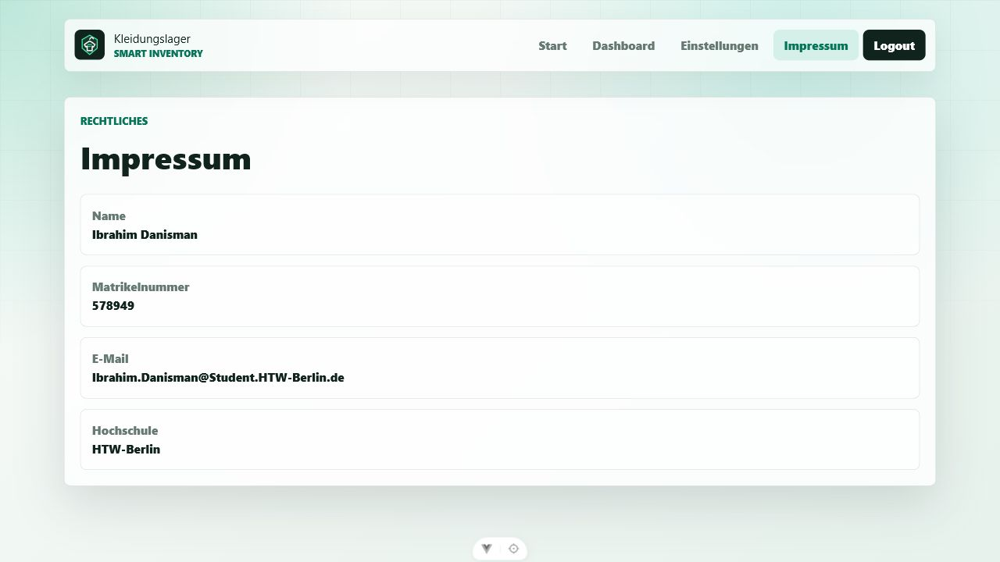 Kleidungslager
SMART INVENTORY
Start
Dashboard
Einstellungen
Impressum
Logout
RECHTLICHES
Impressum
Name
Ibrahim Danisman
Matrikelnummer
578949
E-Mail
Ibrahim.Danisman@Student.HTW-Berlin.de
Hochschule
HTW-Berlin